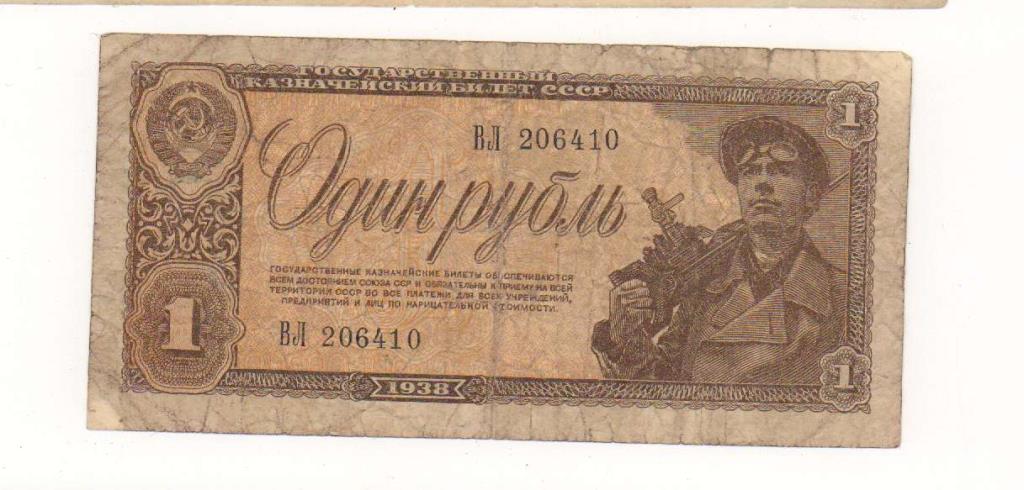 ГОСУДАРСТВЕННЫЙ
КАЗНАЧЕЙСКИЙ БИЛЕТ СССР
1
ВЛ 206410
Один рубль
ГОСУДАРСТВЕННЫЕ КАЗНАЧЕЙСКИЕ БИЛЕТЫ ОБЕСПЕЧИВАЮТСЯ
ВСЕМ ДОСТОЯНИЕМ СОЮЗА ССР И ОБЯЗАТЕЛЬНЫ К ПРИЕМУ НА ВСЕЙ
ТЕРРИТОРИИ СССР ВО ВСЕ ПЛАТЕЖИ ДЛЯ ВСЕХ УЧРЕЖДЕНИЙ,
ПРЕДПРИЯТИЙ И ЛИЦ ПО НАРИЦАТЕЛЬНОЙ СТОИМОСТИ.
1
ВЛ 206410
1
1938